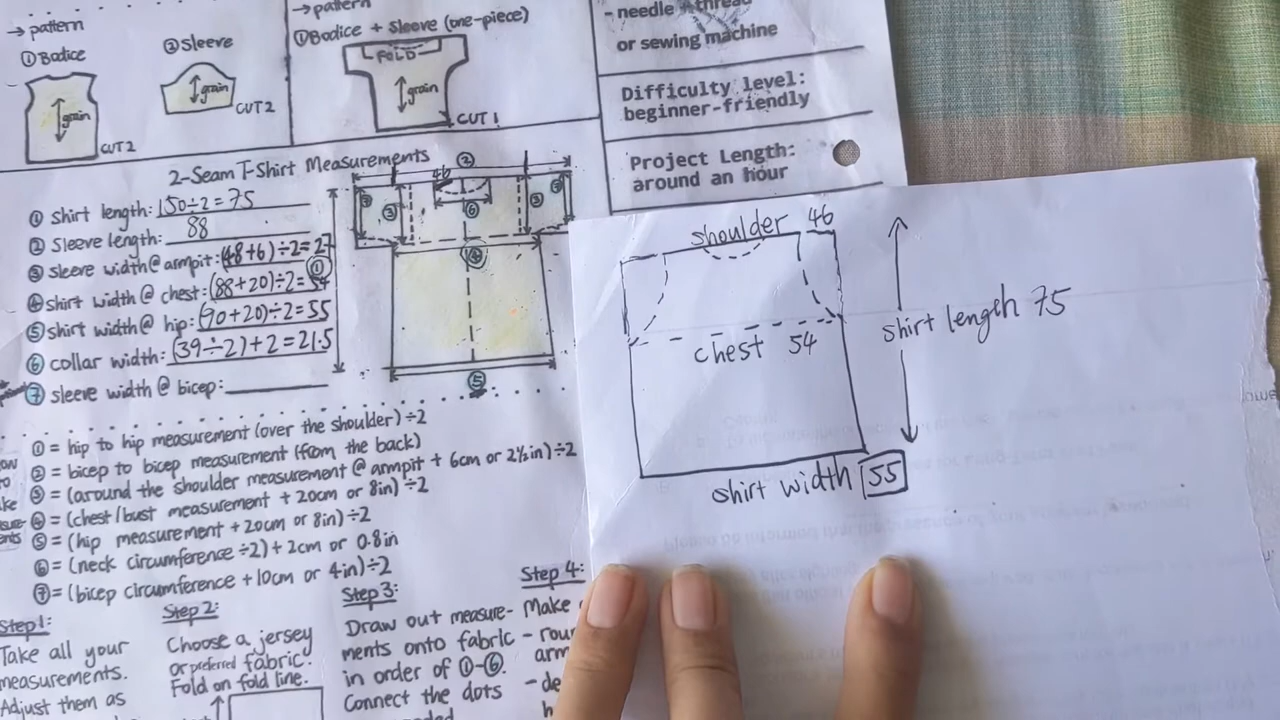 → pattern
① Bodice
grain
CUT 2
② Sleeve
grain
CUT 2
→ pattern
① Bodice + Sleeve (one-piece)
FOLD
grain
CUT 1
- needle + thread
or sewing machine
Difficulty level:
beginner-friendly
Project Length:
around an hour
2-Seam T-Shirt Measurements
① shirt length: 150÷2=75
② Sleeve length: 88
③ sleeve width@armpit: (48+6)÷2=27
④ shirt width@ chest: (88+20)÷2=54
⑤ shirt width@ hip: (90+20)÷2=55
⑥ collar width: (39÷2)+2=21.5
⑦ sleeve width @ bicep:
①
②
46
③
③
⑥
④
⑤
① = hip to hip measurement (over the shoulder) ÷2
② = bicep to bicep measurement (from the back)
③ = (around the shoulder measurement @ armpit + 6cm or 2½in) ÷2
④ = (chest/bust measurement + 20cm or 8in) ÷2
⑤ = (hip measurement + 20cm or 8in) ÷2
⑥ = (neck circumference ÷2) + 2cm or 0.8in
⑦ = (bicep circumference + 10cm or 4in) ÷2
Step 1:
Take all your
measurements.
Adjust them as
Step 2:
Choose a jersey
or preferred fabric.
Fold on fold line.
Step 3:
Draw out measure-
ments onto fabric
in order of ①-⑥.
Connect the dots
Step 4:
Make
shoulder 46
chest 54
shirt length 75
shirt width 55